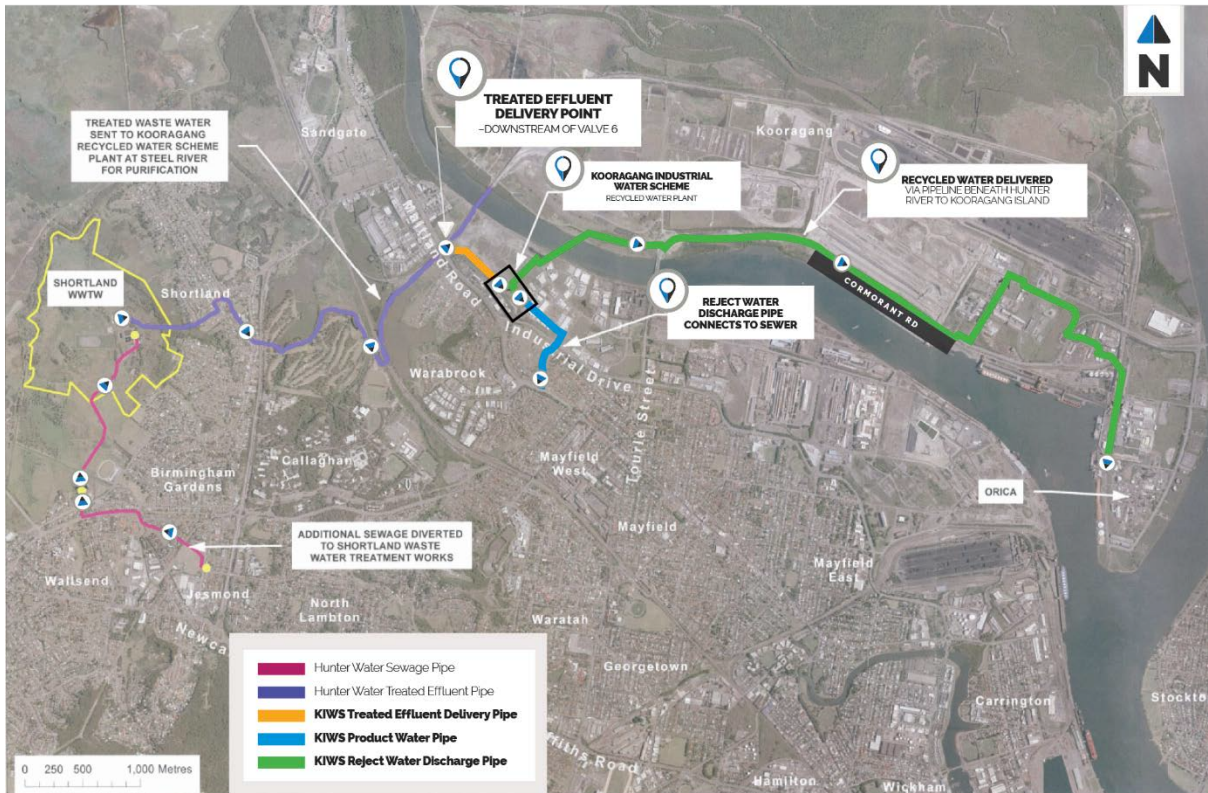 N
TREATED EFFLUENT
DELIVERY POINT
-DOWNSTREAM OF VALVE 6
TREATED WASTE WATER
SENT TO KOORAGANG
RECYCLED WATER SCHEME
PLANT AT STEEL RIVER
FOR PURIFICATION
Sandgate
Kooragang
KOORAGANG INDUSTRIAL
WATER SCHEME
RECYCLED WATER PLANT
RECYCLED WATER DELIVERED
VIA PIPELINE BENEATH HUNTER
RIVER TO KOORAGANG ISLAND
Maitland Road
SHORTLAND
WWTW
Shortland
REJECT WATER
DISCHARGE PIPE
CONNECTS TO SEWER
CORMORANT RD
Industrial Drive
Warabrook
Tourle Street
Mayfield
West
Callaghan
Birmingham
Gardens
ORICA
Mayfield
ADDITIONAL SEWAGE DIVERTED
TO SHORTLAND WASTE
WATER TREATMENT WORKS
Mayfield
East
Wallsend
Jesmond
North
Lambton
Waratah
Georgetown
Carrington
Hunter Water Sewage Pipe
Hunter Water Treated Effluent Pipe
KIWS Treated Effluent Delivery Pipe
KIWS Product Water Pipe
KIWS Reject Water Discharge Pipe
0 250 500 1,000 Metres
Road
Hamilton
Wickham